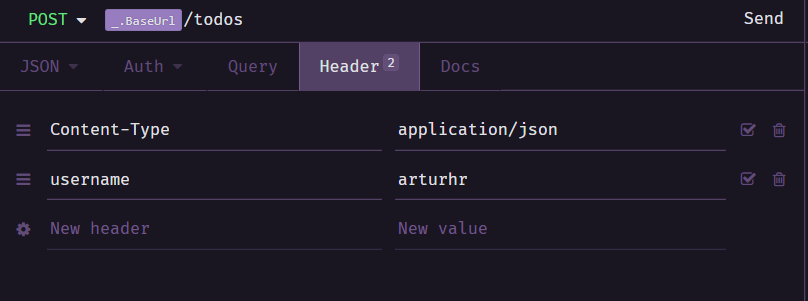 POST _.BaseUrl/todos Send
JSON Auth Query Header 2 Docs
Content-Type application/json
username arturhr
New header New value